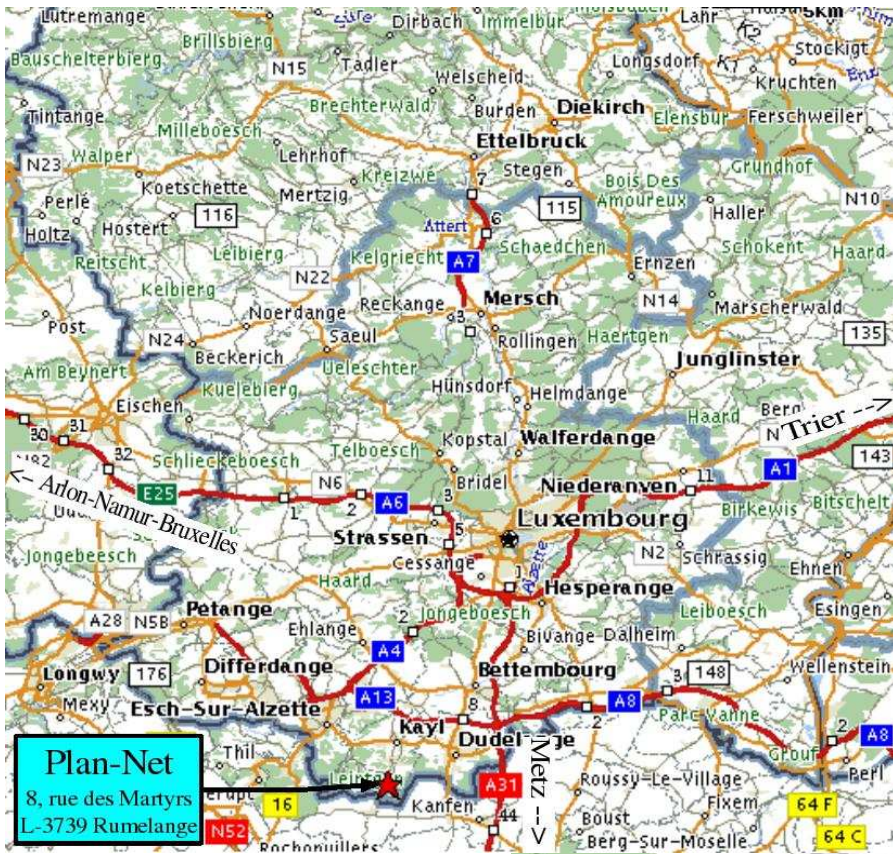 Lutremange
Dirbach
Immelbur
Lahr
5km
Brillsbierg
Bauschelterbierg
N15
Tadler
Welscheid
Longsdorf
K2
K1
Stockigt
Kruchten
Tintange
Brechterwald
Burden
Diekirch
Elensbur
Ferschweiler
Milleboesch
Ettelbruck
N23
Walper
Lehrhof
Kreizwe
Stegen
Grundhof
Koetschette
Mertzig
7
Bois Des
Amoureux
N10
Perlé
Hostert
116
115
Haller
Holtz
Attert
6
Reitscht
Leibierg
Kelgriecht
Schaedchen
Schokent
Haard
Keibierg
N22
A7
Ernzen
Reckange
Mersch
N14
Marscherwald
Post
Noerdange
3
N24
Saeul
Rollingen
Haertgen
135
Beckerich
Am Beynert
Ueleschter
Junglinster
Kuelebierg
Hünsdorf
Helmdange
Eischen
31
30
Haard
Berg
Trier --->
Kopstal
Walferdange
32
Telboesch
143
Schlieckeboesch
N82
N6
Bridel
Niederanven
11
A1
<-- Arlon-Namur-Bruxelles
E25
1
2
A6
3
Birkewis
Bitschelt
Luxembourg
Strassen
5
Jongebeesch
Cessange
Alzette
N2
Schrassig
Ehnen
Haard
1
Hesperange
A28
N5B
Petange
Ehlange
2
Jongeboesch
Leiboesch
Esingen
A4
Bivange
Dalheim
Longwy
176
Differdange
Bettembourg
3
148
Wellenstein
Mexy
A13
8
2
A8
Esch-Sur-Alzette
Parc Vanne
Kayl
2
A8
Thil
Dudelange
Metz -->
Grouf
Perl
Plan-Net
8, rue des Martyrs
L-3739 Rumelange
16
A31
Kanfen
Roussy-Le-Village
64 F
N52
44
Boust
Fixem
Berg-Sur-Moselle
64 C